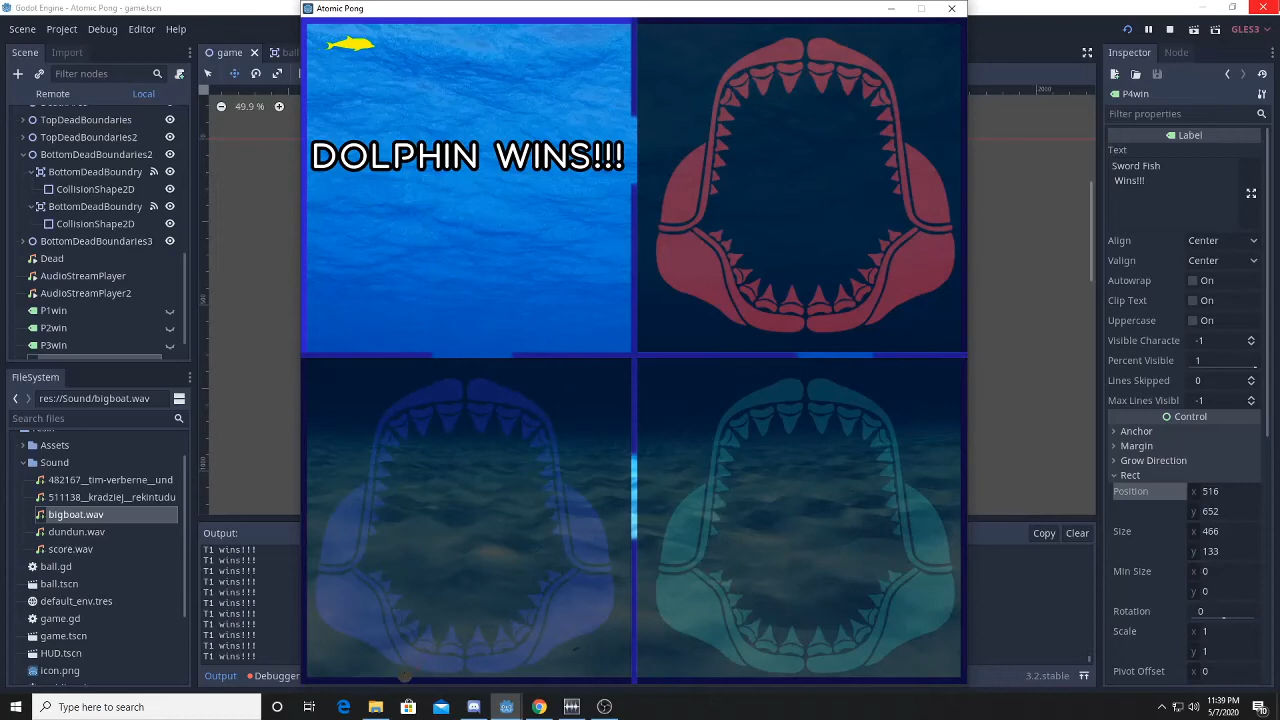 Godot Engine - Atomic Pong - game.tscn
Atomic Pong
Scene
Project
Debug
Editor
Help
GLES3
Scene
Import
Filter nodes
Remote
Local
TopDeadBoundaries
TopDeadBoundaries2
BottomDeadBoundaries2
BottomDeadBoundary
CollisionShape2D
BottomDeadBoundary
CollisionShape2D
BottomDeadBoundaries3
Dead
AudioStreamPlayer
AudioStreamPlayer2
P1win
P2win
P3win
FileSystem
res://Sound/bigboat.wav
Search files
Assets
Sound
482167__tim-verberne__und
511138__kradziej__rekintudu
bigboat.wav
dundun.wav
score.wav
ball.gd
ball.tscn
default_env.tres
game.gd
game.tscn
HUD.tscn
icon.png
game
ball
49.9 %
2000
500
1000
DOLPHIN WINS!!!
Output:
Copy
Clear
T1 wins!!!
T1 wins!!!
T1 wins!!!
T1 wins!!!
T1 wins!!!
T1 wins!!!
T1 wins!!!
T1 wins!!!
T1 wins!!!
T1 wins!!!
T1 wins!!!
Output
Debugger
3.2.stable
Inspector
Node
P4win
Filter properties
Label
Text
Sword Fish
Wins!!!
Align
Center
Valign
Center
Autowrap
On
Clip Text
On
Uppercase
On
Visible Characte
-1
Percent Visible
1
Lines Skipped
0
Max Lines Visibl
-1
Control
Anchor
Margin
Grow Direction
Rect
Position
x 516
y 652
Size
x 466
y 133
Min Size
x 0
y 0
Rotation
0
Scale
x 1
y 1
Pivot Offset
x 0
Type here to search
11:39 PM
5/7/2020